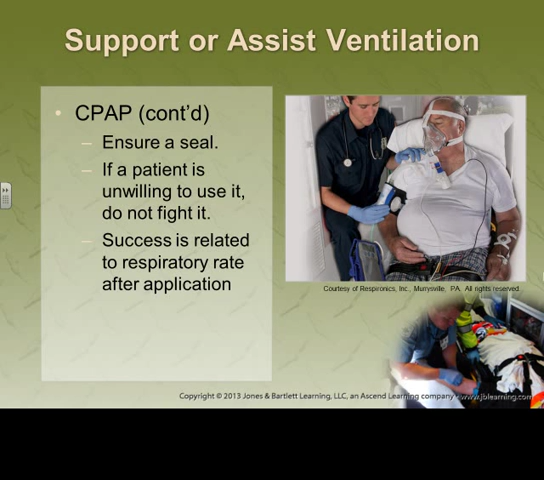 Support or Assist Ventilation
• CPAP (cont'd)
– Ensure a seal.
– If a patient is
unwilling to use it,
do not fight it.
– Success is related
to respiratory rate
after application
Courtesy of Respironics, Inc., Murrysville, PA. All rights reserved.
Copyright © 2013 Jones & Bartlett Learning, LLC, an Ascend Learning company www.jblearning.com